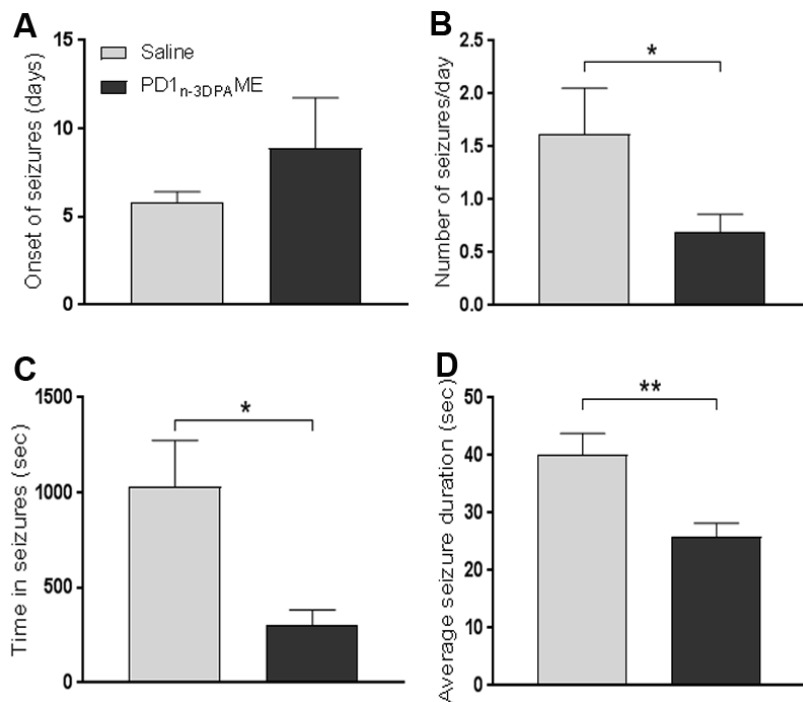 A
Onset of seizures (days)
15
10
5
0
Saline
PD1n-3DPAME
B
Number of seizures/day
2.5
2.0
1.5
1.0
0.5
0.0
*
C
Time in seizures (sec)
1500
1000
500
0
*
D
Average seizure duration (sec)
50
40
30
20
10
0
**